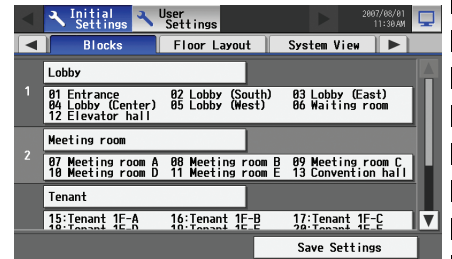 Initial Settings
User Settings
2007/08/01
11:30AM
Blocks
Floor Layout
System View
Lobby
1
01 Entrance 02 Lobby (South) 03 Lobby (East)
04 Lobby (Center) 05 Lobby (West) 06 Waiting room
12 Elevator hall
Meeting room
2
07 Meeting room A 08 Meeting room B 09 Meeting room C
10 Meeting room D 11 Meeting room E 13 Convention hall
Tenant
15:Tenant 1F-A 16:Tenant 1F-B 17:Tenant 1F-C
Save Settings